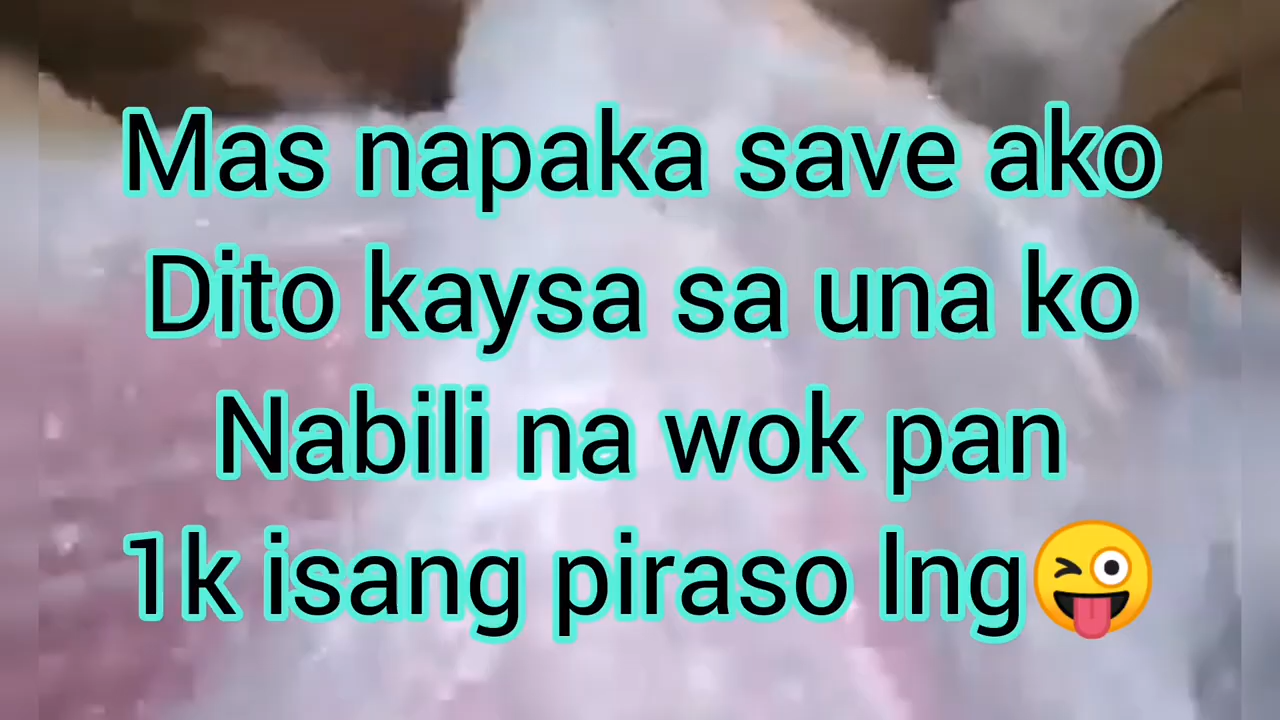 Mas napaka save ako
Dito kaysa sa una ko
Nabili na wok pan
1k isang piraso lng😜